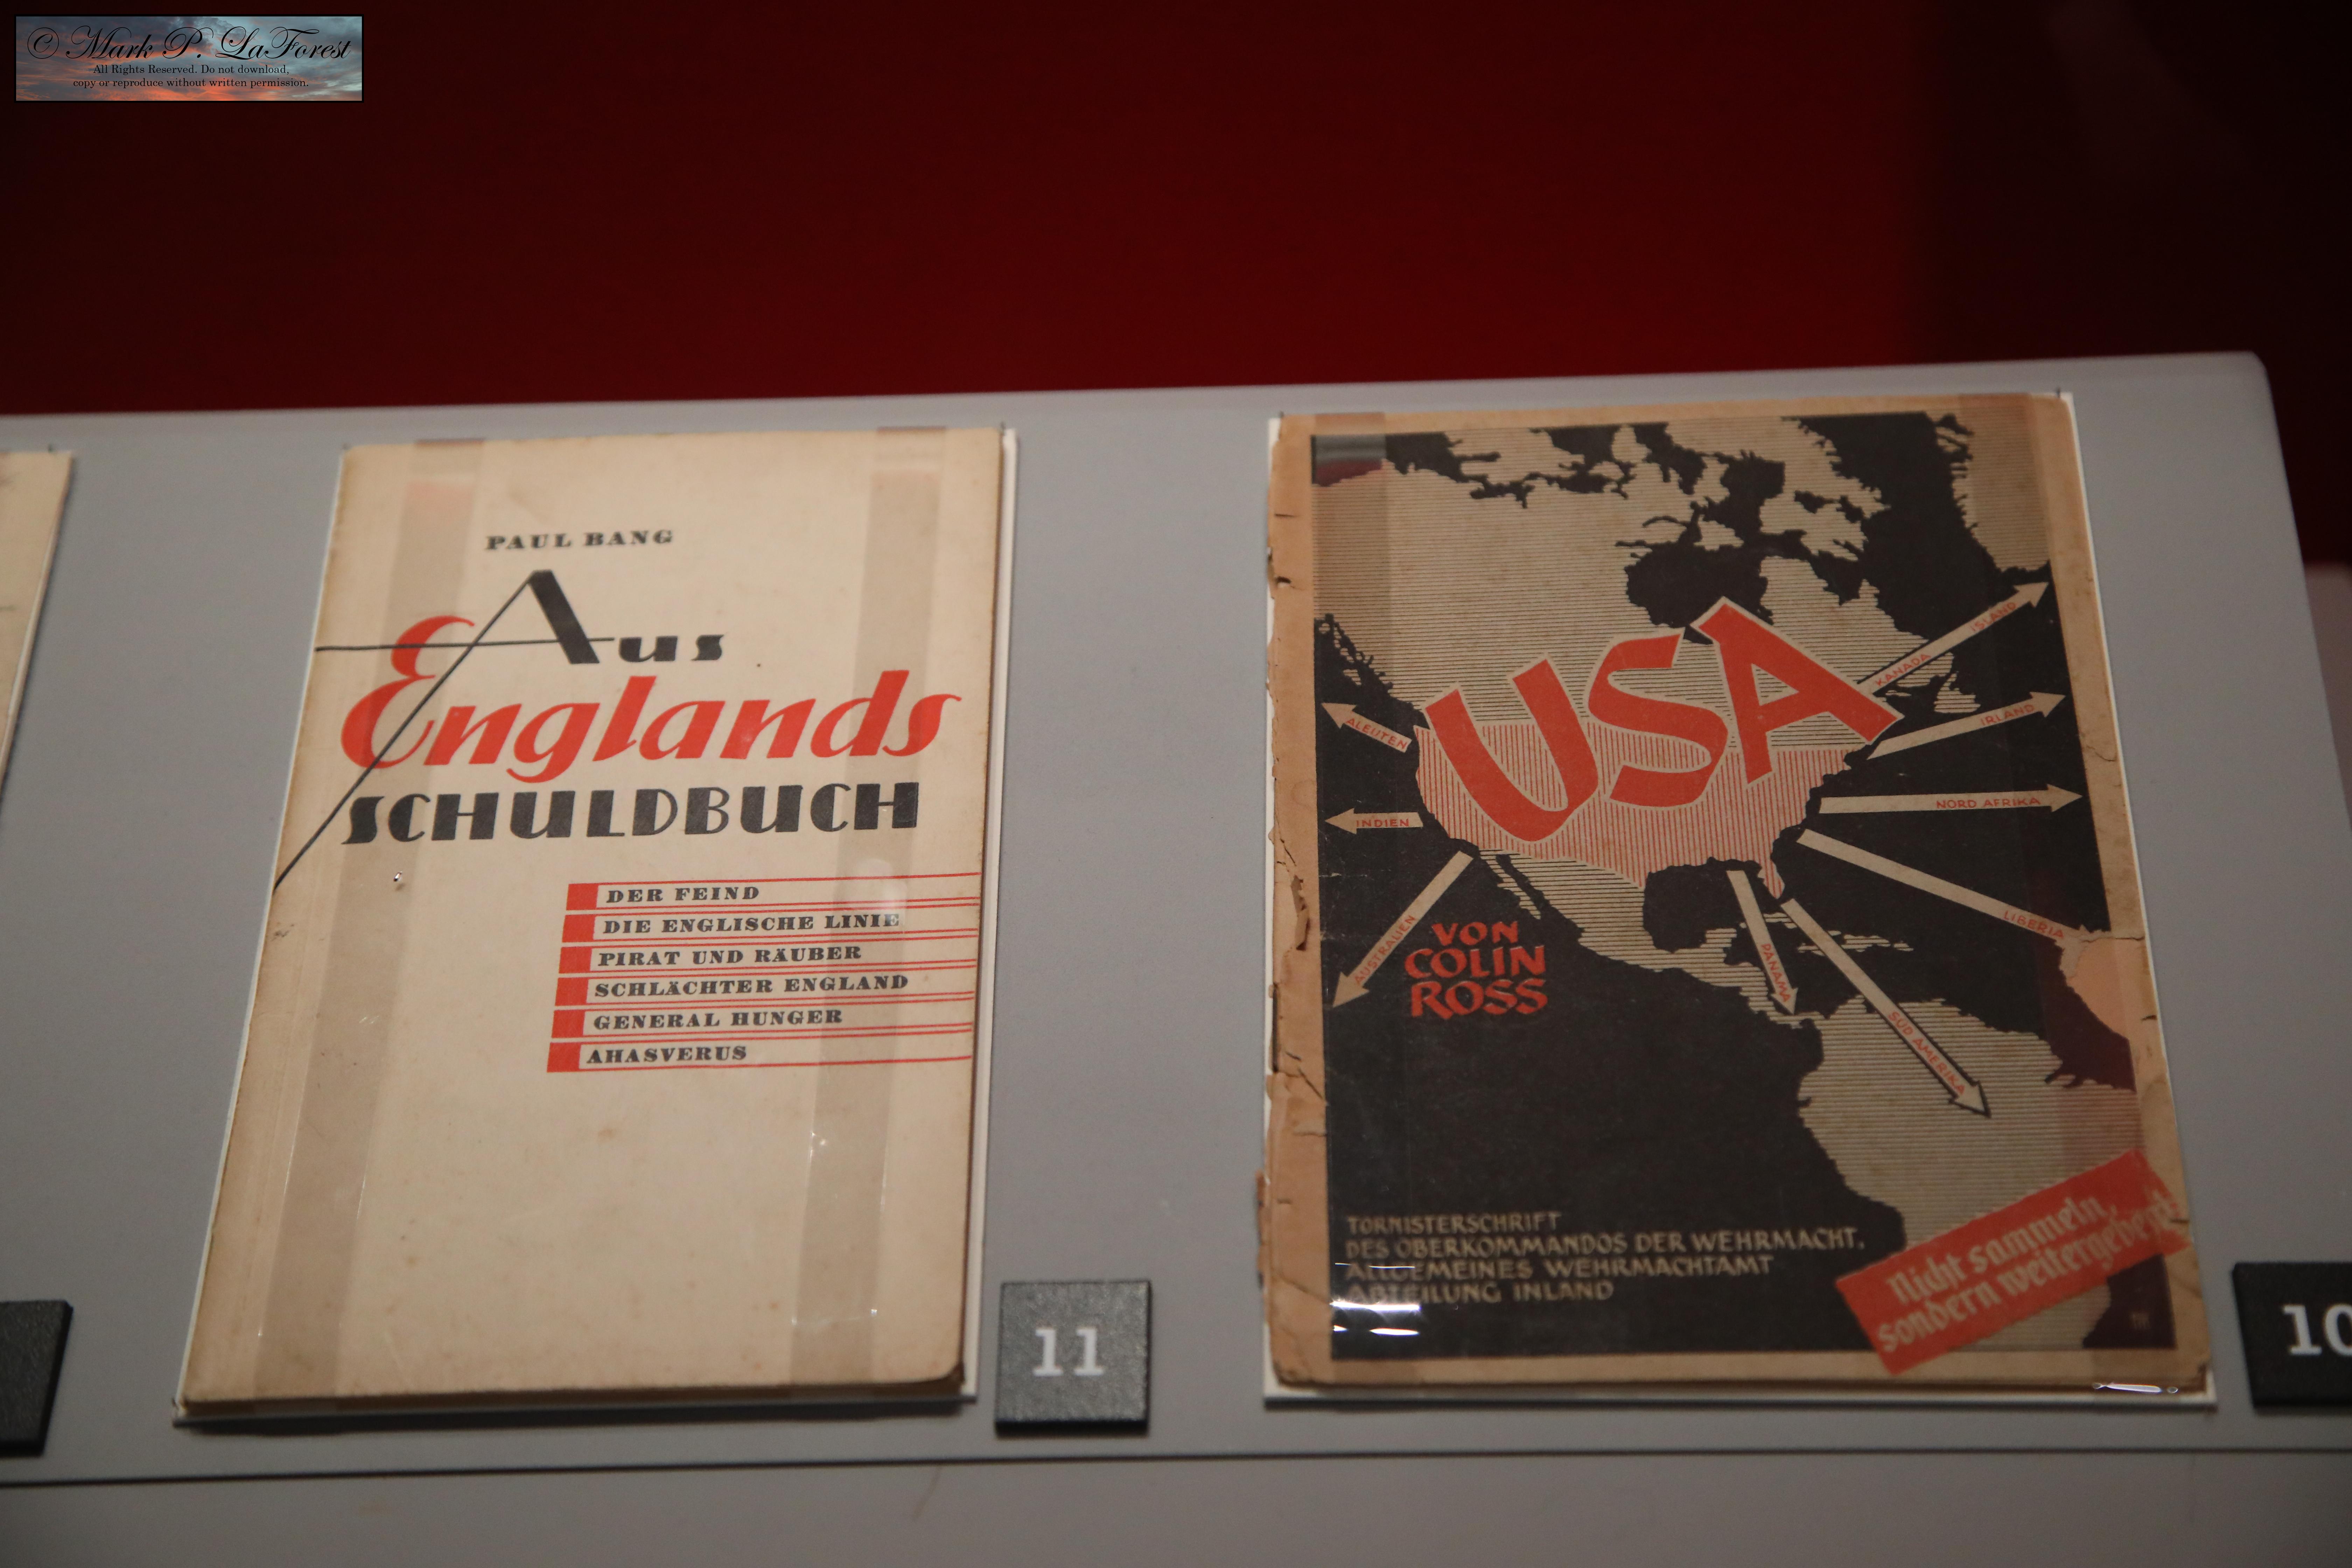 © Mark P. LaForest
All Rights Reserved. Do not download,
copy or reproduce without written permission.
PAUL BANG
Aus
Englands
SCHULDBUCH
DER FEIND
DIE ENGLISCHE LINIE
PIRAT UND RÄUBER
SCHLÄCHTER ENGLAND
GENERAL HUNGER
AHASVERUS
11
USA
KANADA
ISLAND
IRLAND
NORD AFRIKA
LIBERIA
SÜD AMERIKA
PANAMA
ALEUTEN
INDIEN
AUSTRALIEN
VON
COLIN
ROSS
TORNISTERSCHRIFT
DES OBERKOMMANDOS DER WEHRMACHT.
ALLGEMEINES WEHRMACHTAMT
ABTEILUNG INLAND
Nicht sammeln,
sondern weitergeben!
10